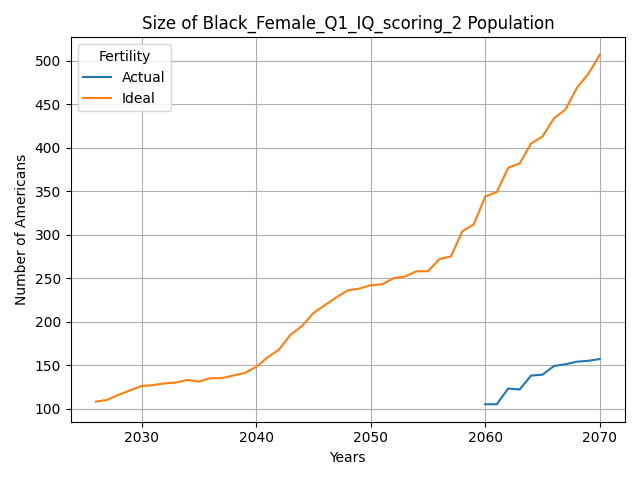 Size of Black_Female_Q1_IQ_scoring_2 Population
Fertility
Actual
Ideal
500
450
400
350
300
250
200
150
100
Number of Americans
2030
2040
2050
2060
2070
Years